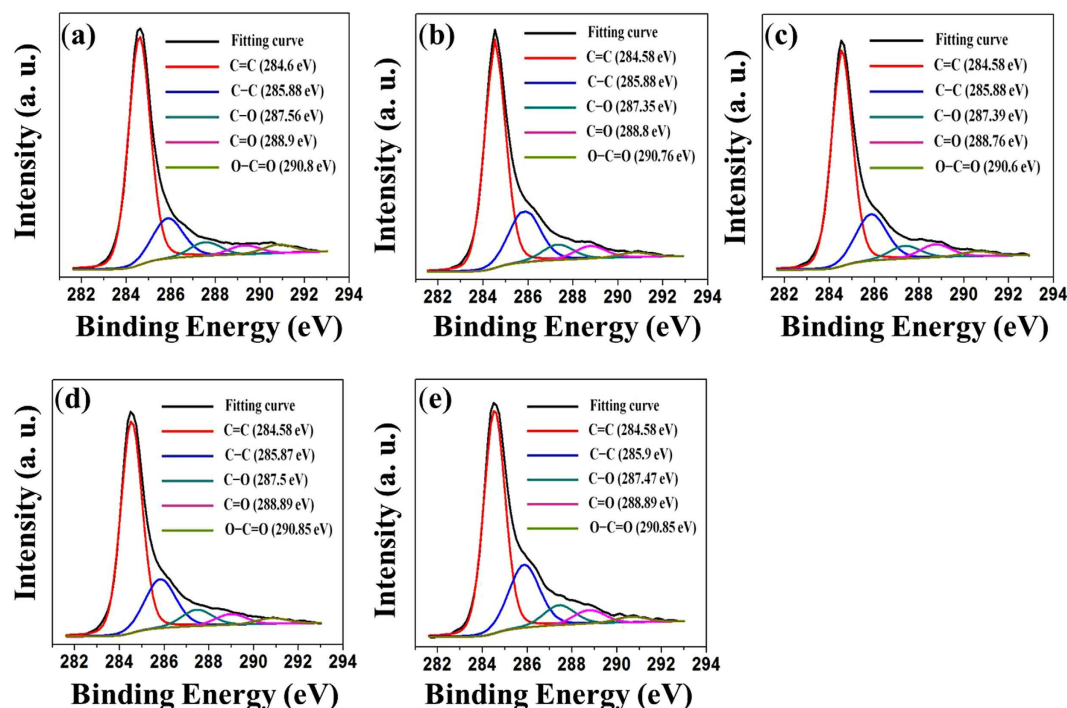 (a)
Fitting curve
C=C (284.6 eV)
C−C (285.88 eV)
C−O (287.56 eV)
C=O (288.9 eV)
O−C=O (290.8 eV)
Intensity (a. u.)
282 284 286 288 290 292 294
Binding Energy (eV)
(b)
Fitting curve
C=C (284.58 eV)
C−C (285.88 eV)
C−O (287.35 eV)
C=O (288.8 eV)
O−C=O (290.76 eV)
Intensity (a. u.)
282 284 286 288 290 292 294
Binding Energy (eV)
(c)
Fitting curve
C=C (284.58 eV)
C−C (285.88 eV)
C−O (287.39 eV)
C=O (288.76 eV)
O−C=O (290.6 eV)
Intensity (a. u.)
282 284 286 288 290 292 294
Binding Energy (eV)
(d)
Fitting curve
C=C (284.58 eV)
C−C (285.87 eV)
C−O (287.5 eV)
C=O (288.89 eV)
O−C=O (290.85 eV)
Intensity (a. u.)
282 284 286 288 290 292 294
Binding Energy (eV)
(e)
Fitting curve
C=C (284.58 eV)
C−C (285.9 eV)
C−O (287.47 eV)
C=O (288.89 eV)
O−C=O (290.85 eV)
Intensity (a. u.)
282 284 286 288 290 292 294
Binding Energy (eV)